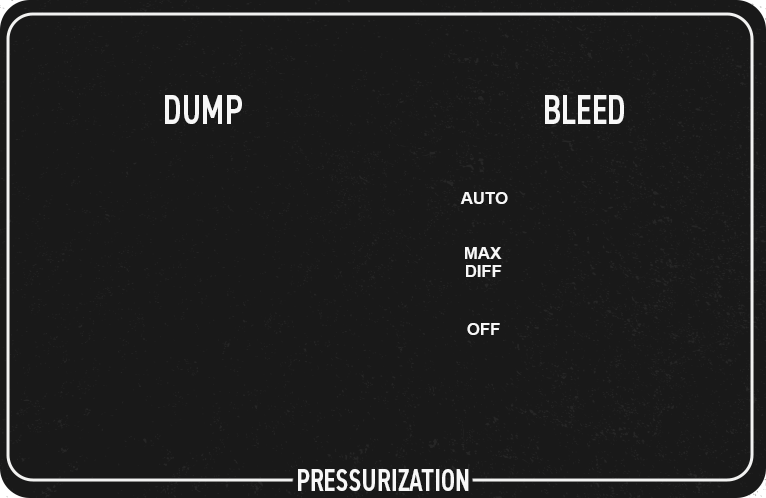 DUMP
BLEED
AUTO
MAX
DIFF
OFF
PRESSURIZATION